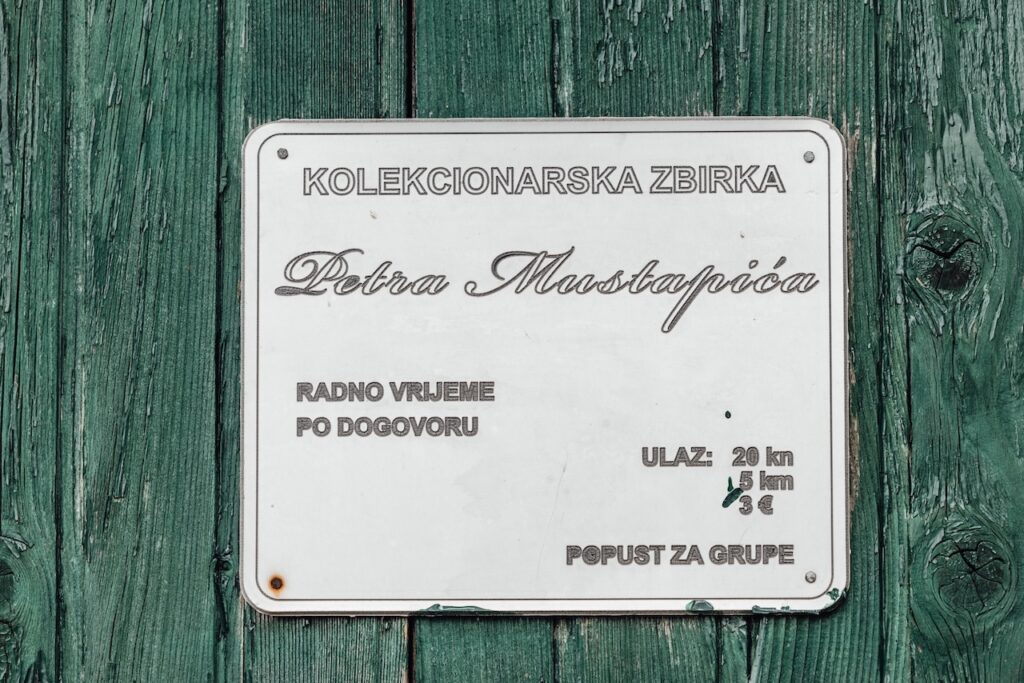 KOLEKCIONARSKA ZBIRKA
Petra Mustapića
RADNO VRIJEME
PO DOGOVORU
ULAZ: 20 kn
5 km
3 €
POPUST ZA GRUPE